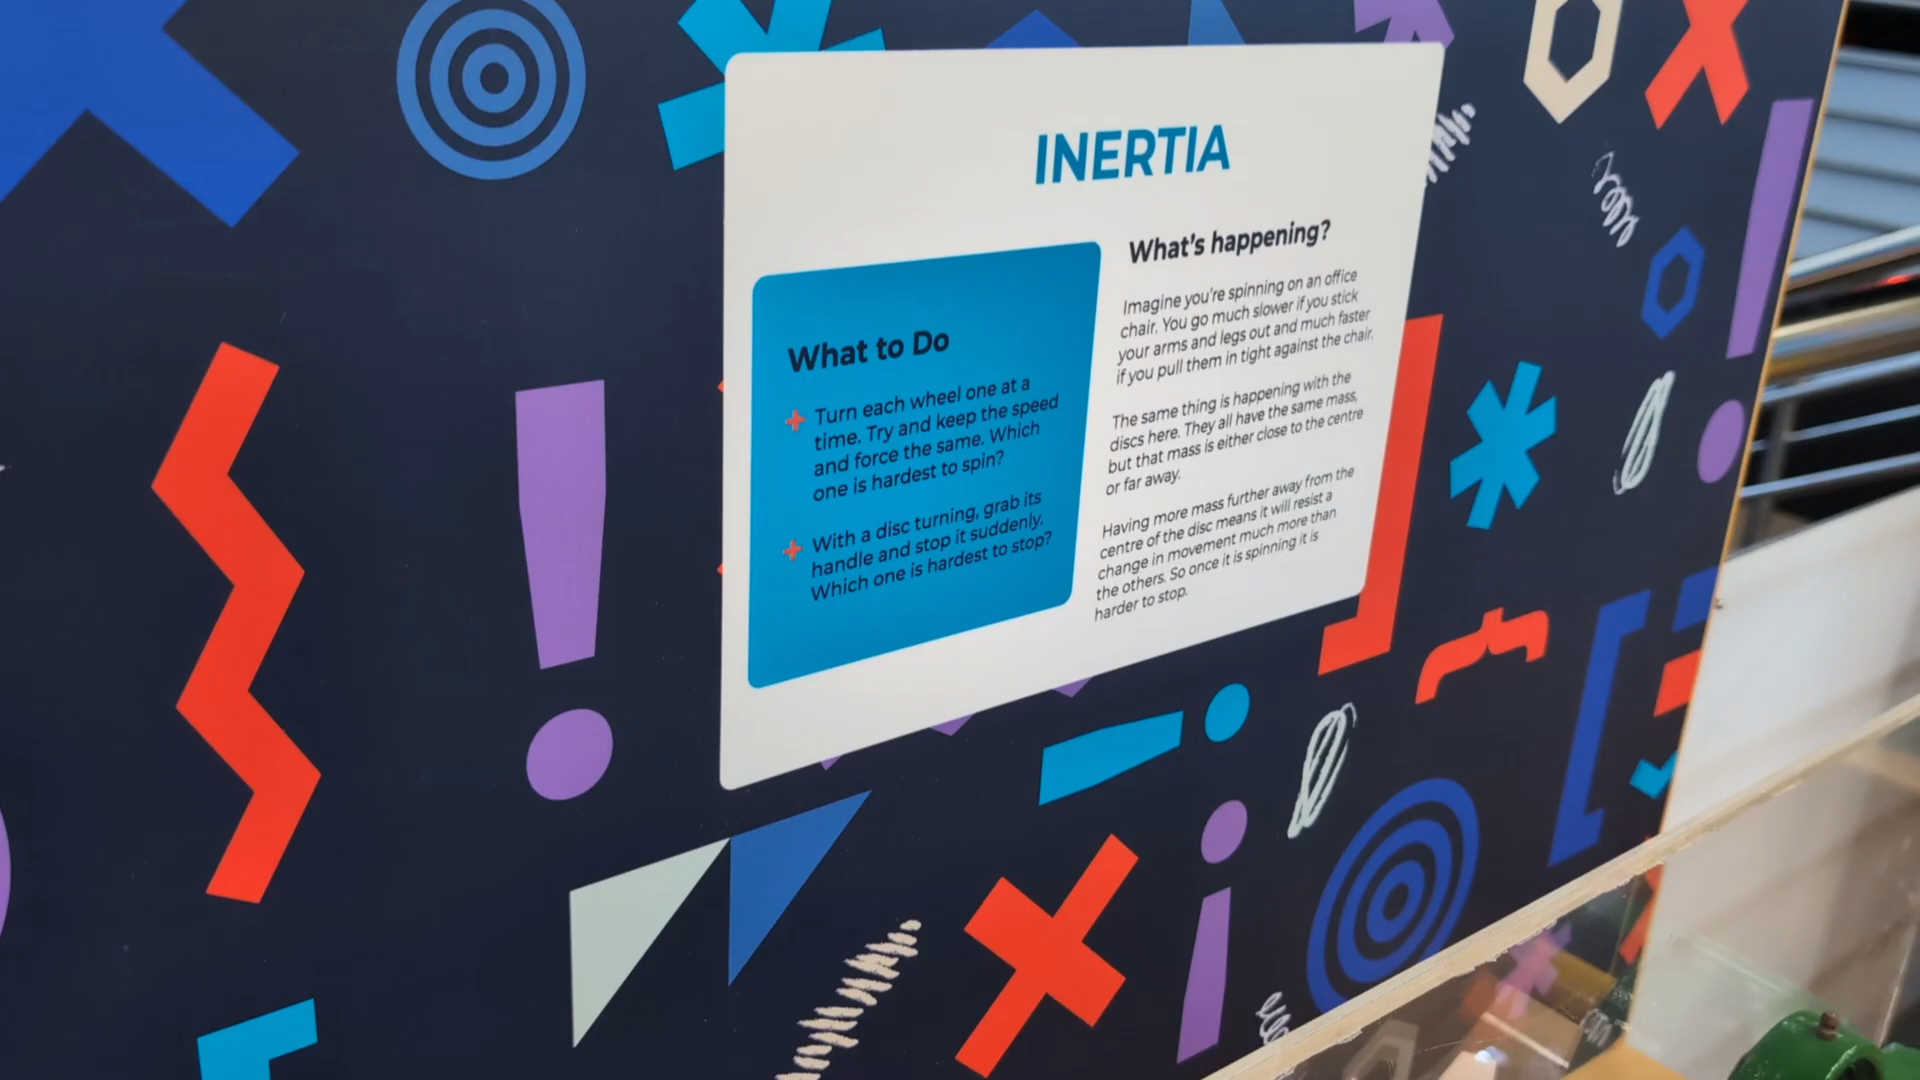 INERTIA
What to Do
+ Turn each wheel one at a
time. Try and keep the speed
and force the same. Which
one is hardest to spin?
+ With a disc turning, grab its
handle and stop it suddenly.
Which one is hardest to stop?
What's happening?
Imagine you're spinning on an office
chair. You go much slower if you stick
your arms and legs out and much faster
if you pull them in tight against the chair.
The same thing is happening with the
discs here. They all have the same mass,
but that mass is either close to the centre
or far away.
Having more mass further away from the
centre of the disc means it will resist a
change in movement much more than
the others. So once it is spinning it is
harder to stop.